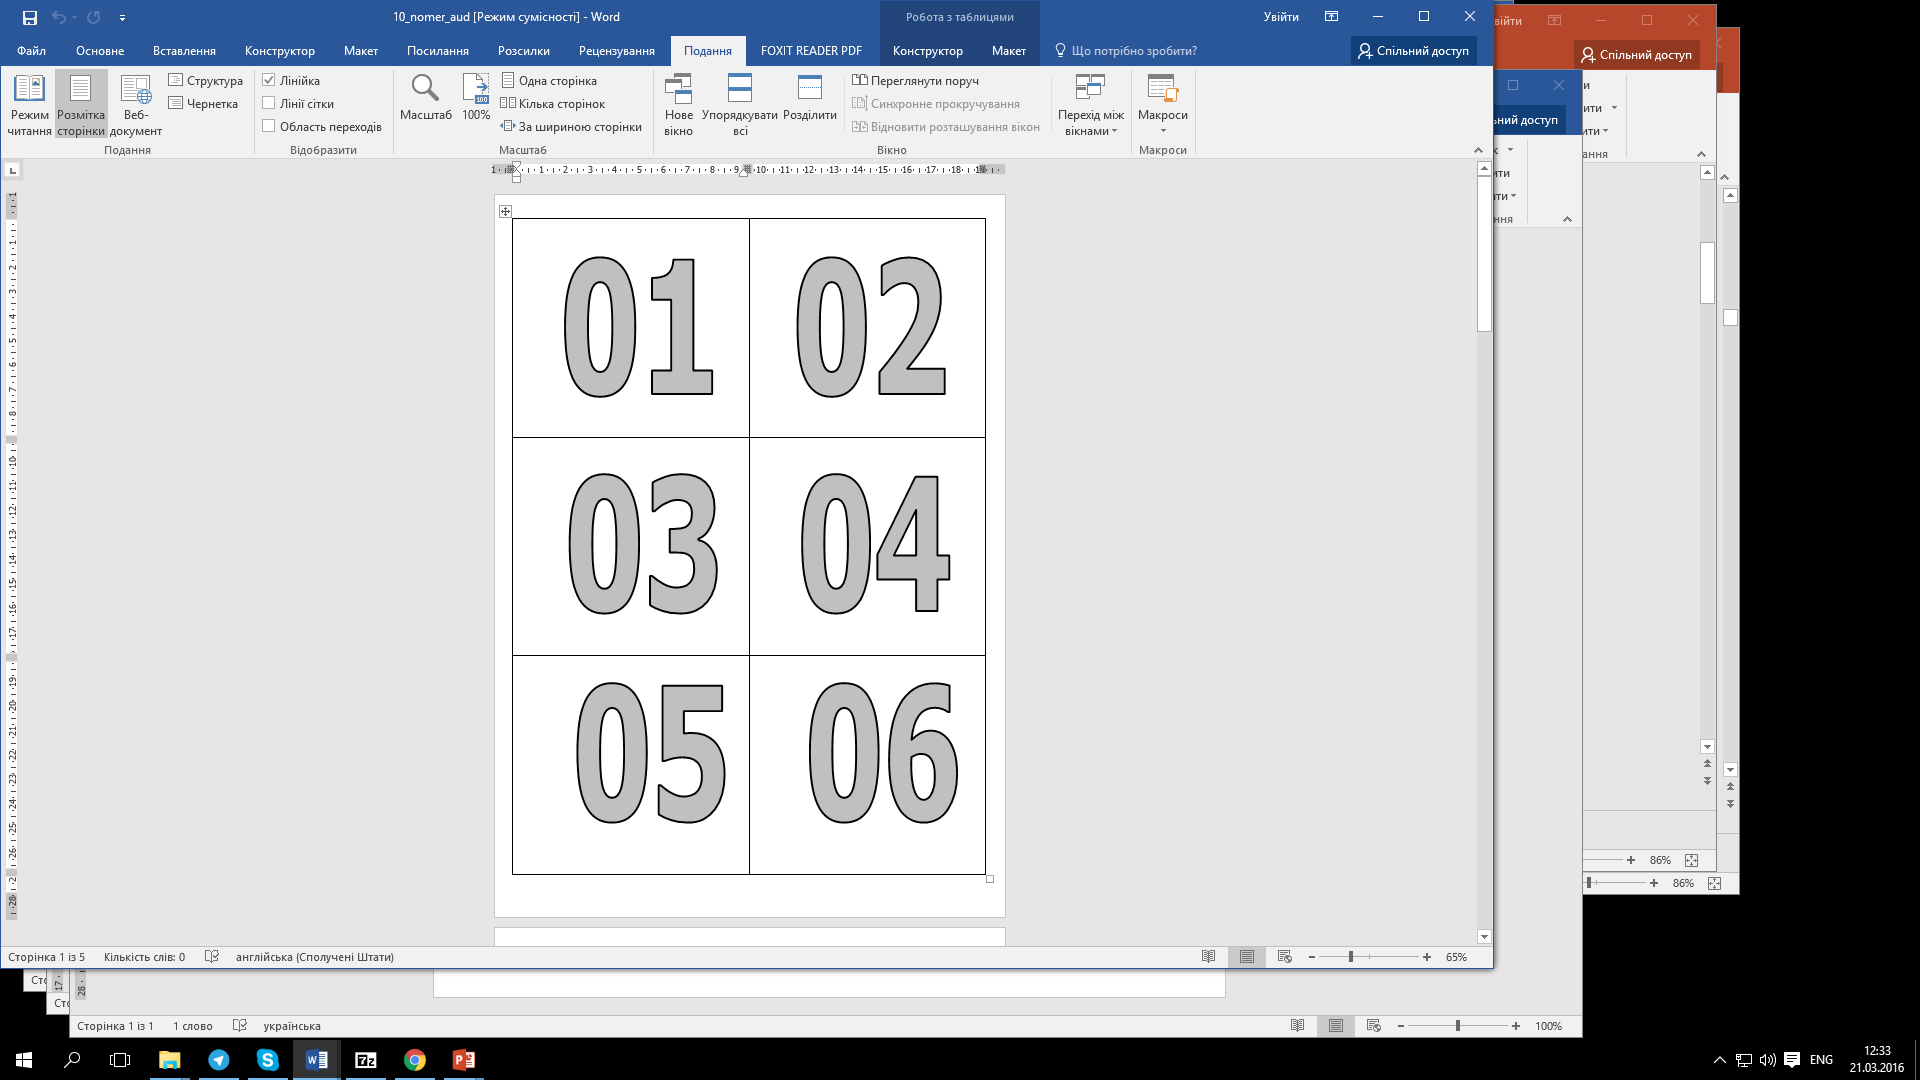 10_nomer_aud [Режим сумісності] - Word
Робота з таблицями
Увійти
Файл Основне Вставлення Конструктор Макет Посилання Розсилки Рецензування Подання FOXIT READER PDF Конструктор Макет Що потрібно зробити? Спільний доступ
Режим читання
Розмітка сторінки
Веб-документ
Структура
Чернетка
Подання
Лінійка
Лінії сітки
Область переходів
Відобразити
Масштаб
100%
Одна сторінка
Кілька сторінок
За шириною сторінки
Масштаб
Нове вікно
Упорядкувати всі
Розділити
Переглянути поруч
Синхронне прокручування
Відновити розташування вікон
Вікно
Перехід між вікнами
Макроси
Макроси
Спільний доступ
01 02
03 04
05 06
Сторінка 1 із 5 Кількість слів: 0 англійська (Сполучені Штати) 65%
86%
86%
Сторінка 1 із 1 1 слово українська 100%
ENG
12:33
21.03.2016